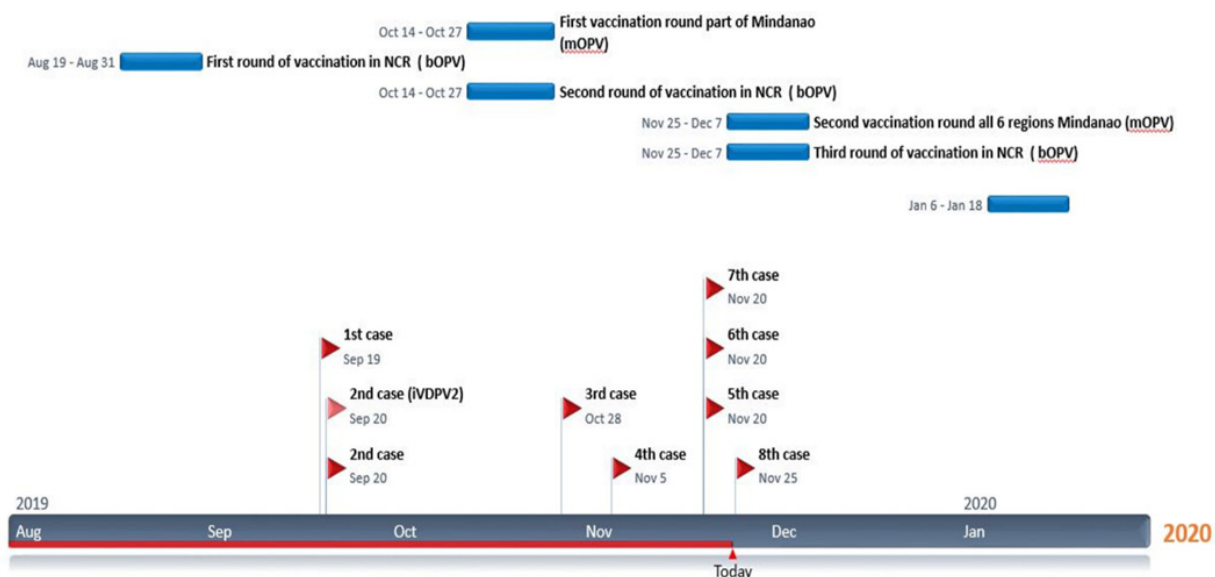 Oct 14 - Oct 27 First vaccination round part of Mindanao
(mOPV)
Aug 19 - Aug 31 First round of vaccination in NCR ( bOPV)
Oct 14 - Oct 27 Second round of vaccination in NCR ( bOPV)
Nov 25 - Dec 7 Second vaccination round all 6 regions Mindanao (mOPV)
Nov 25 - Dec 7 Third round of vaccination in NCR ( bOPV)
Jan 6 - Jan 18
7th case
Nov 20
1st case
Sep 19
6th case
Nov 20
2nd case (iVDPV2)
Sep 20
3rd case
Oct 28
5th case
Nov 20
2nd case
Sep 20
4th case
Nov 5
8th case
Nov 25
2019 2020
Aug Sep Oct Nov Dec Jan 2020
Today